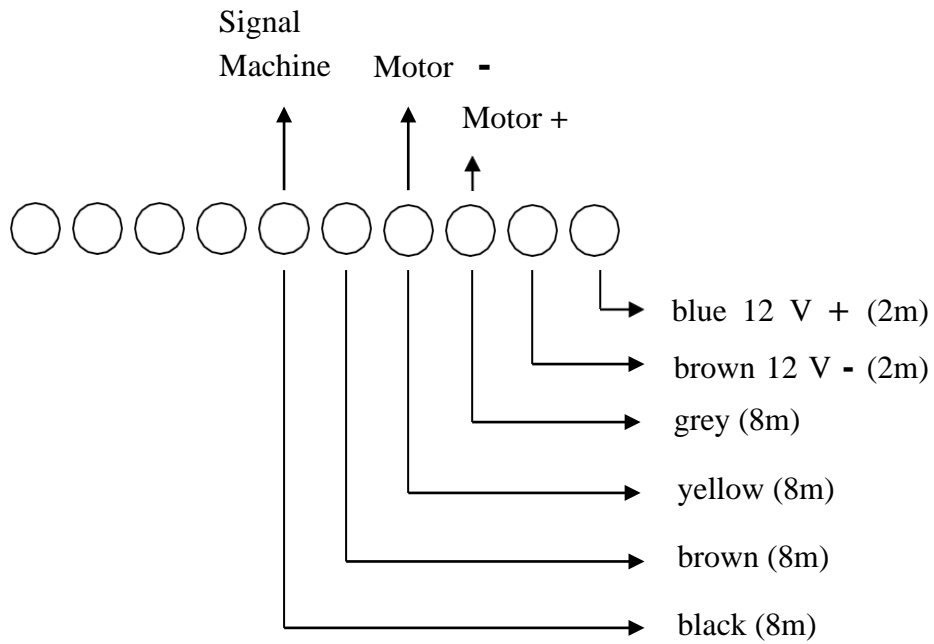 Signal
Machine Motor -
Motor +
blue 12 V + (2m)
brown 12 V - (2m)
grey (8m)
yellow (8m)
brown (8m)
black (8m)